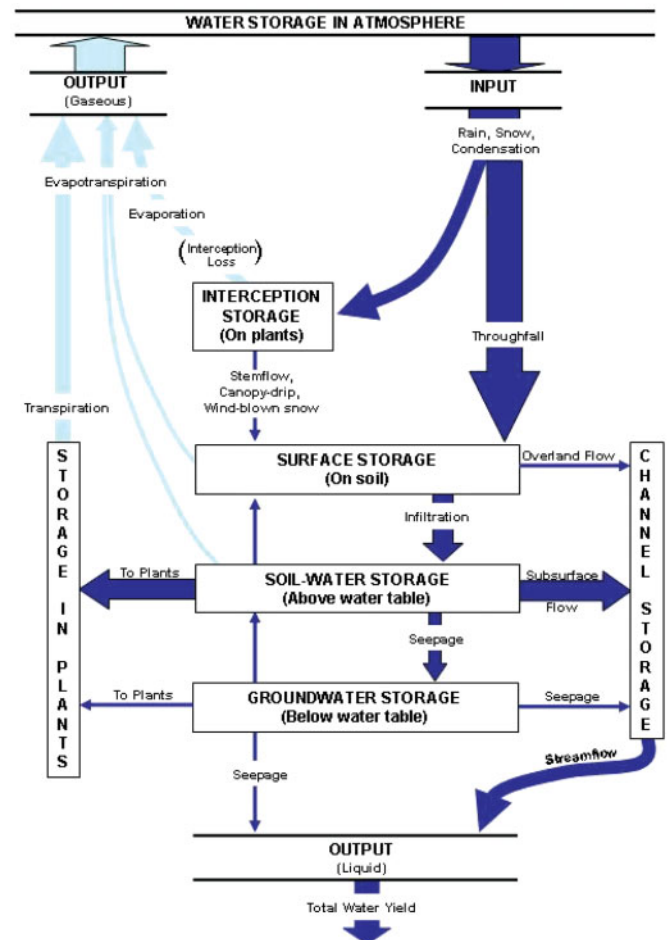 WATER STORAGE IN ATMOSPHERE
OUTPUT
(Gaseous)
INPUT
Rain, Snow,
Condensation
Evapotranspiration
Evaporation
(Interception
Loss)
INTERCEPTION
STORAGE
(On plants)
Throughfall
Stemflow,
Canopy-drip,
Wind-blown snow
Transpiration
SURFACE STORAGE
(On soil)
Overland Flow
Infiltration
STORAGE IN PLANTS
CHANNEL STORAGE
To Plants
SOIL-WATER STORAGE
(Above water table)
Subsurface
Flow
Seepage
To Plants
GROUNDWATER STORAGE
(Below water table)
Seepage
Seepage
Streamflow
OUTPUT
(Liquid)
Total Water Yield